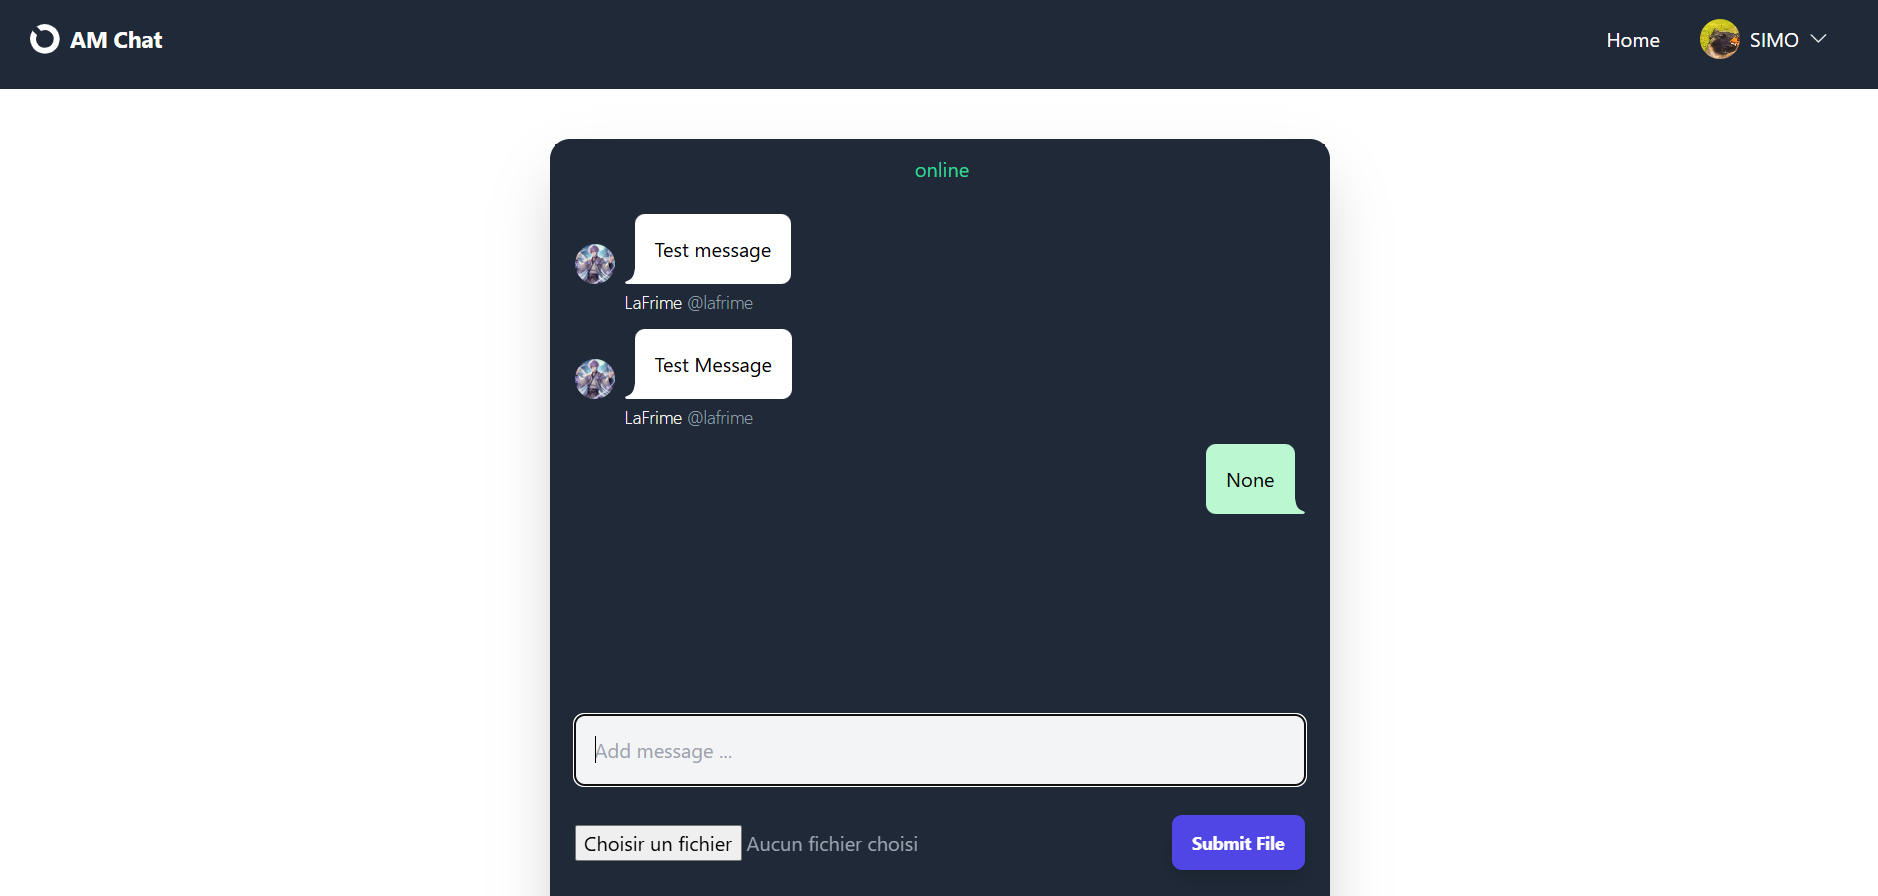 AM Chat
Home
SIMO
online
Test message
LaFrime @lafrime
Test Message
LaFrime @lafrime
None
Add message ...
Choisir un fichier Aucun fichier choisi
Submit File